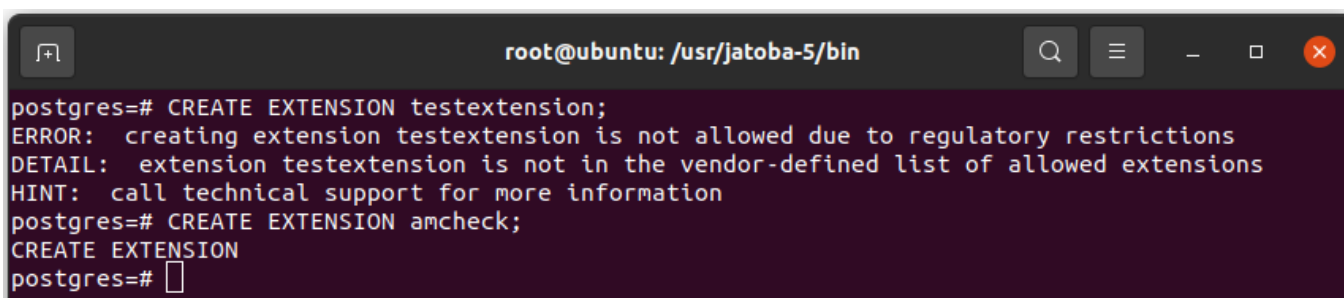 root@ubuntu: /usr/jatoba-5/bin
postgres=# CREATE EXTENSION testextension;
ERROR:  creating extension testextension is not allowed due to regulatory restrictions
DETAIL:  extension testextension is not in the vendor-defined list of allowed extensions
HINT:  call technical support for more information
postgres=# CREATE EXTENSION amcheck;
CREATE EXTENSION
postgres=#